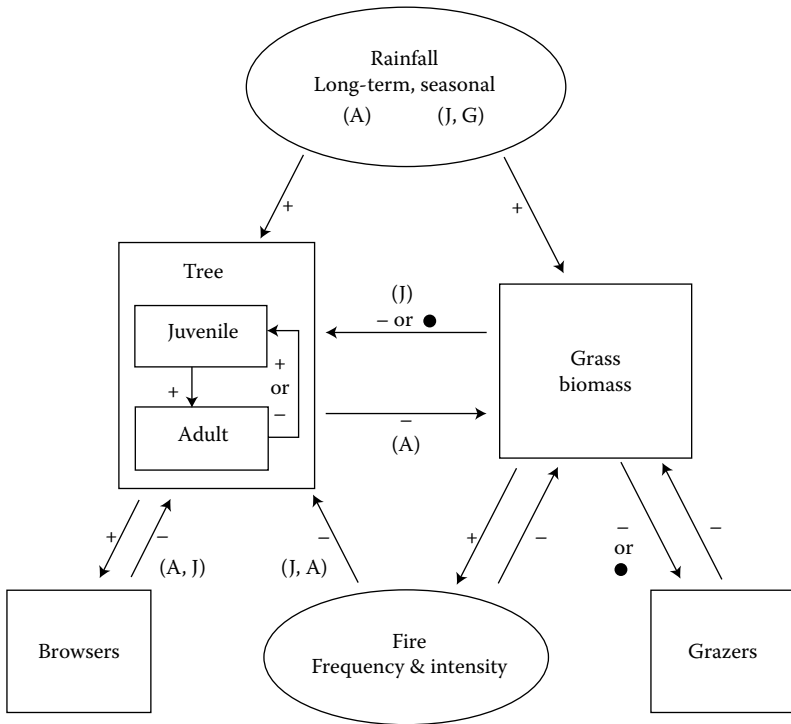 Rainfall
Long-term, seasonal
(A) (J, G)
+
+
Tree
(J)
– or ●
Juvenile
+
or
–
+
Adult
–
(A)
Grass
biomass
+
–
(A, J)
–
(J, A)
+
–
–
or
●
–
Browsers
Fire
Frequency & intensity
Grazers